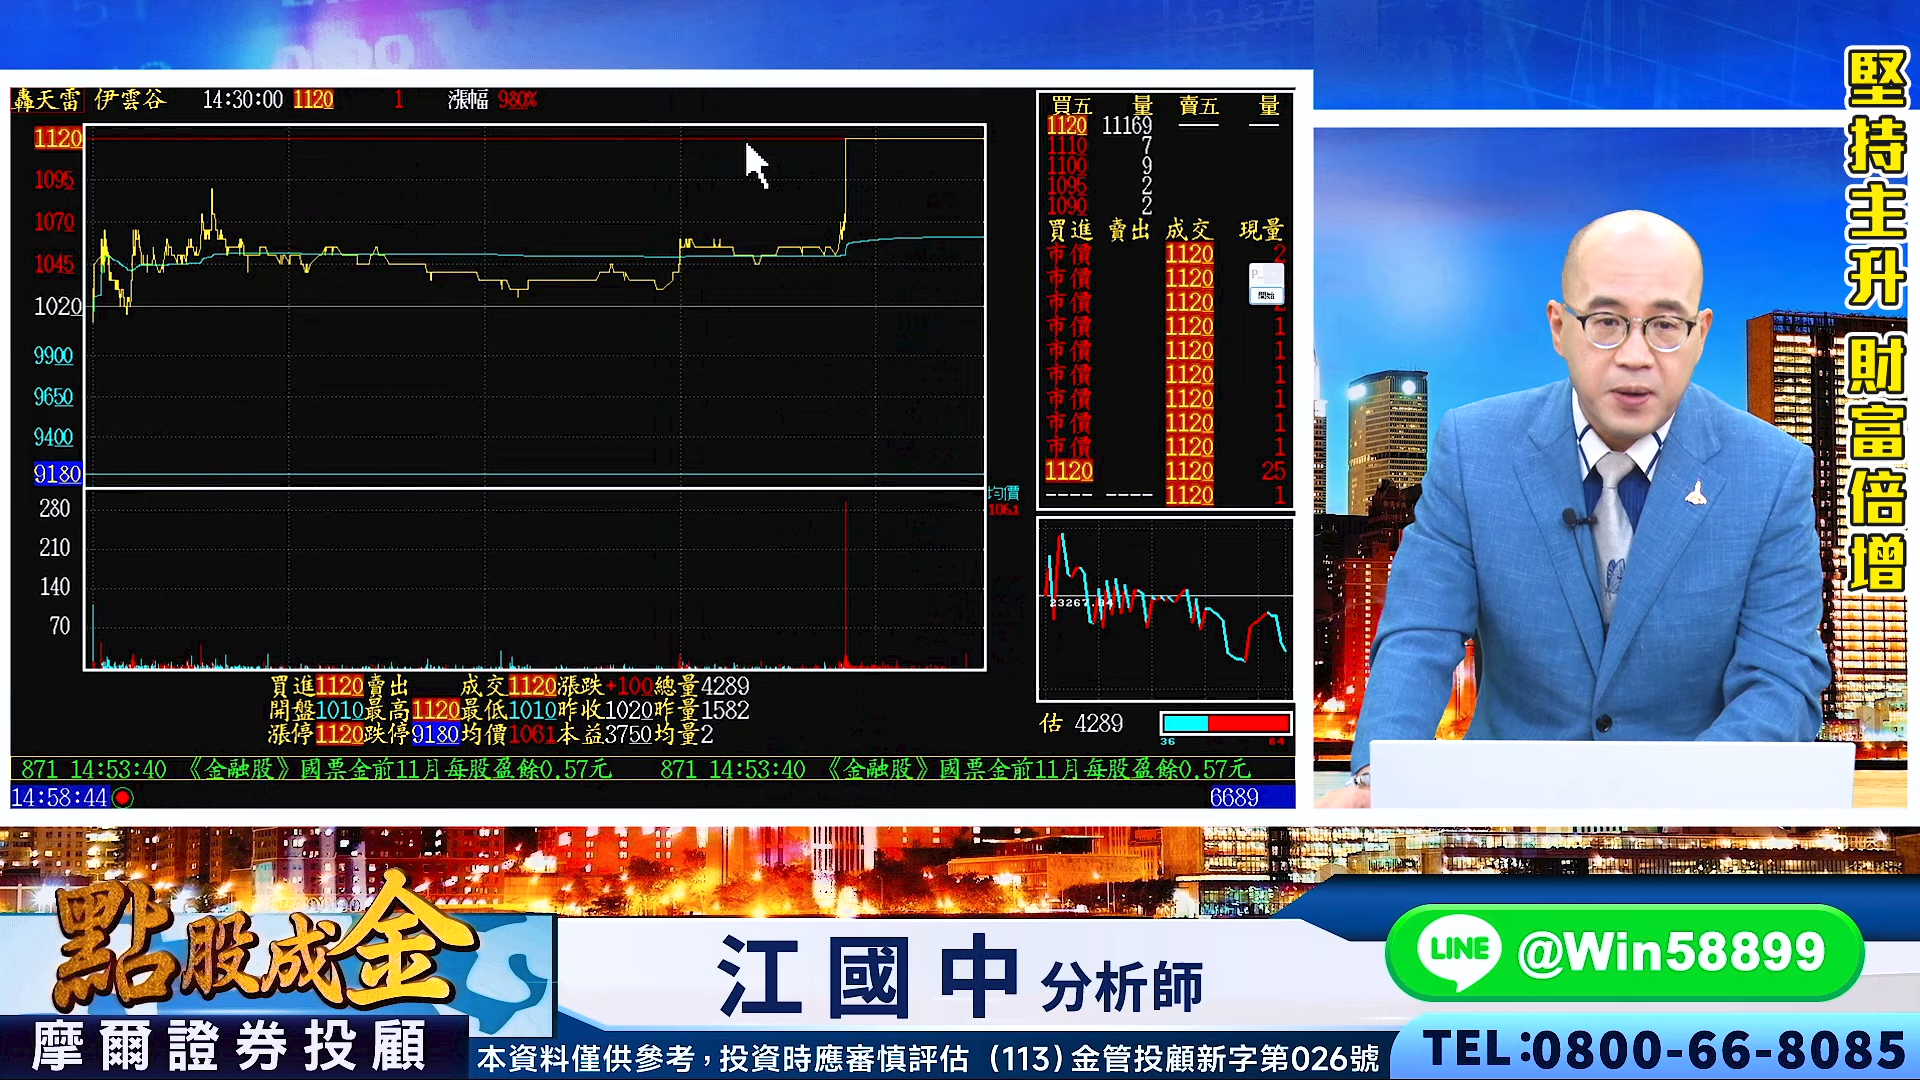 轟天雷 伊雲谷 14:30:00 1120 1 漲幅 980%
1120
1095
1070
1045
1020
9900
9650
9400
9180
280
210
140
70
均價
1061
買五 量 賣五 量
1120 11169 —— ——
1110 7
1100 9
1095 2
1090 2
買進 賣出 成交 現量
市價 1120 2
市價 1120
市價 1120 2
市價 1120 1
市價 1120 1
市價 1120 1
市價 1120 1
市價 1120 1
市價 1120 1
1120 1120 25
---- ---- 1120 1
P..
開始
23267.04
估 4289
36 64
買進1120賣出 成交1120漲跌+100總量4289
開盤1010最高1120最低1010昨收1020昨量1582
漲停1120跌停9180均價1061本益3750均量2
871 14:53:40 《金融股》國票金前11月每股盈餘0.57元 871 14:53:40 《金融股》國票金前11月每股盈餘0.57元
14:58:44 6689
堅持主升 財富倍增
點股成金
摩爾證券投顧
江國中 分析師
本資料僅供參考,投資時應審慎評估 (113)金管投顧新字第026號
LINE @Win58899
TEL:0800-66-8085